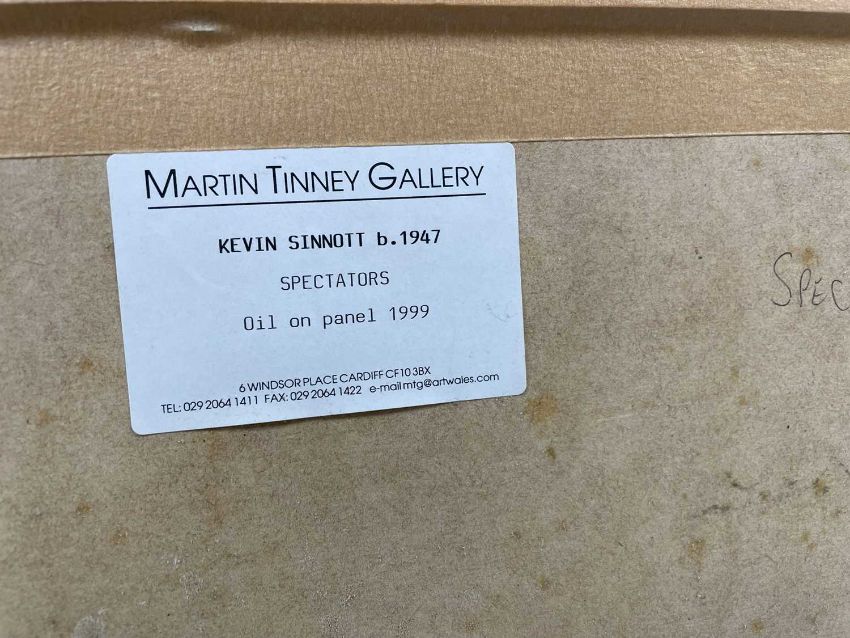 MARTIN TINNEY GALLERY
KEVIN SINNOTT b.1947
SPECTATORS
Oil on panel 1999
6 WINDSOR PLACE CARDIFF CF10 3BX
TEL: 029 2064 1411 FAX: 029 2064 1422 e-mail mtg@artwales.com
SPEC